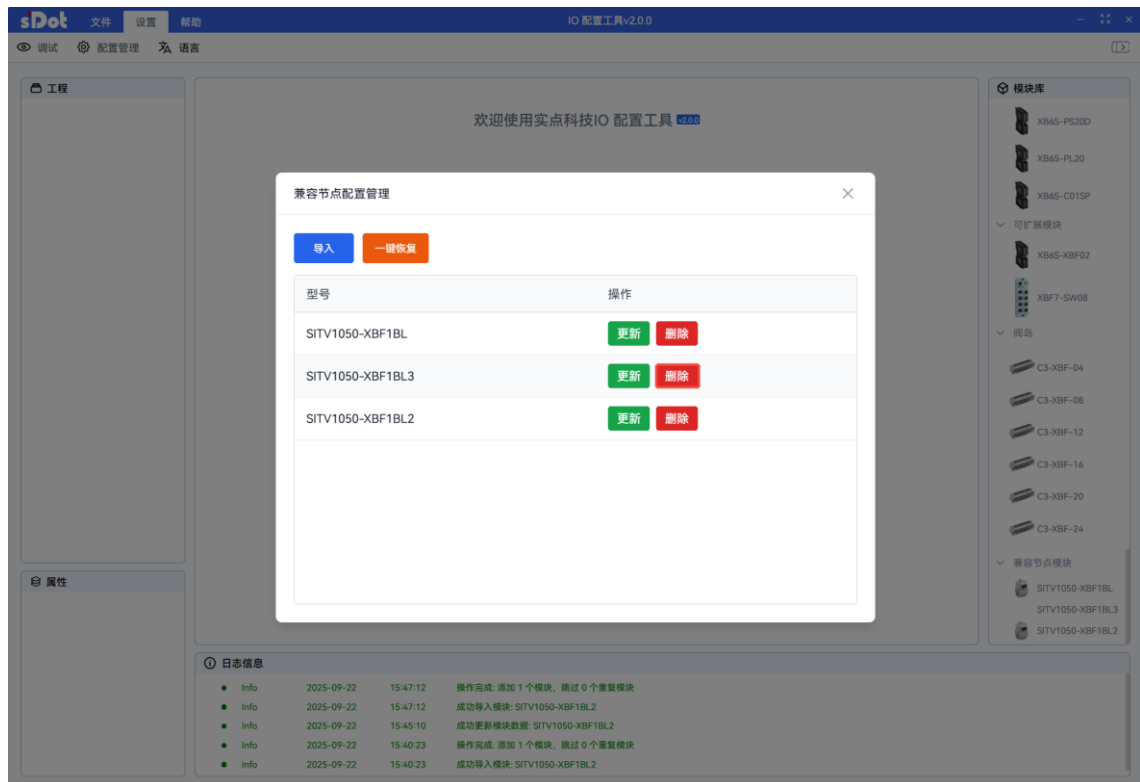 sDot 文件 设置 帮助 IO 配置工具v2.0.0
调试 配置管理 语言
工程
欢迎使用实点科技IO 配置工具 v2.0.0
模块库
XB6S-PS20D
XB6S-PL20
XB6S-C01SP
可扩展模块
XB6S-XBF02
XBF7-SW08
阀岛
C3-XBF-04
C3-XBF-08
C3-XBF-12
C3-XBF-16
C3-XBF-20
C3-XBF-24
兼容节点模块
SITV1050-XBF1BL
SITV1050-XBF1BL3
SITV1050-XBF1BL2
兼容节点配置管理
导入 一键恢复
型号 操作
SITV1050-XBF1BL 更新 删除
SITV1050-XBF1BL3 更新 删除
SITV1050-XBF1BL2 更新 删除
属性
日志信息
Info 2025-09-22 15:47:12 操作完成: 添加 1 个模块，跳过 0 个重复模块
Info 2025-09-22 15:47:12 成功导入模块: SITV1050-XBF1BL2
Info 2025-09-22 15:45:10 成功更新模块数据: SITV1050-XBF1BL2
Info 2025-09-22 15:40:23 操作完成: 添加 1 个模块，跳过 0 个重复模块
Info 2025-09-22 15:40:23 成功导入模块: SITV1050-XBF1BL2